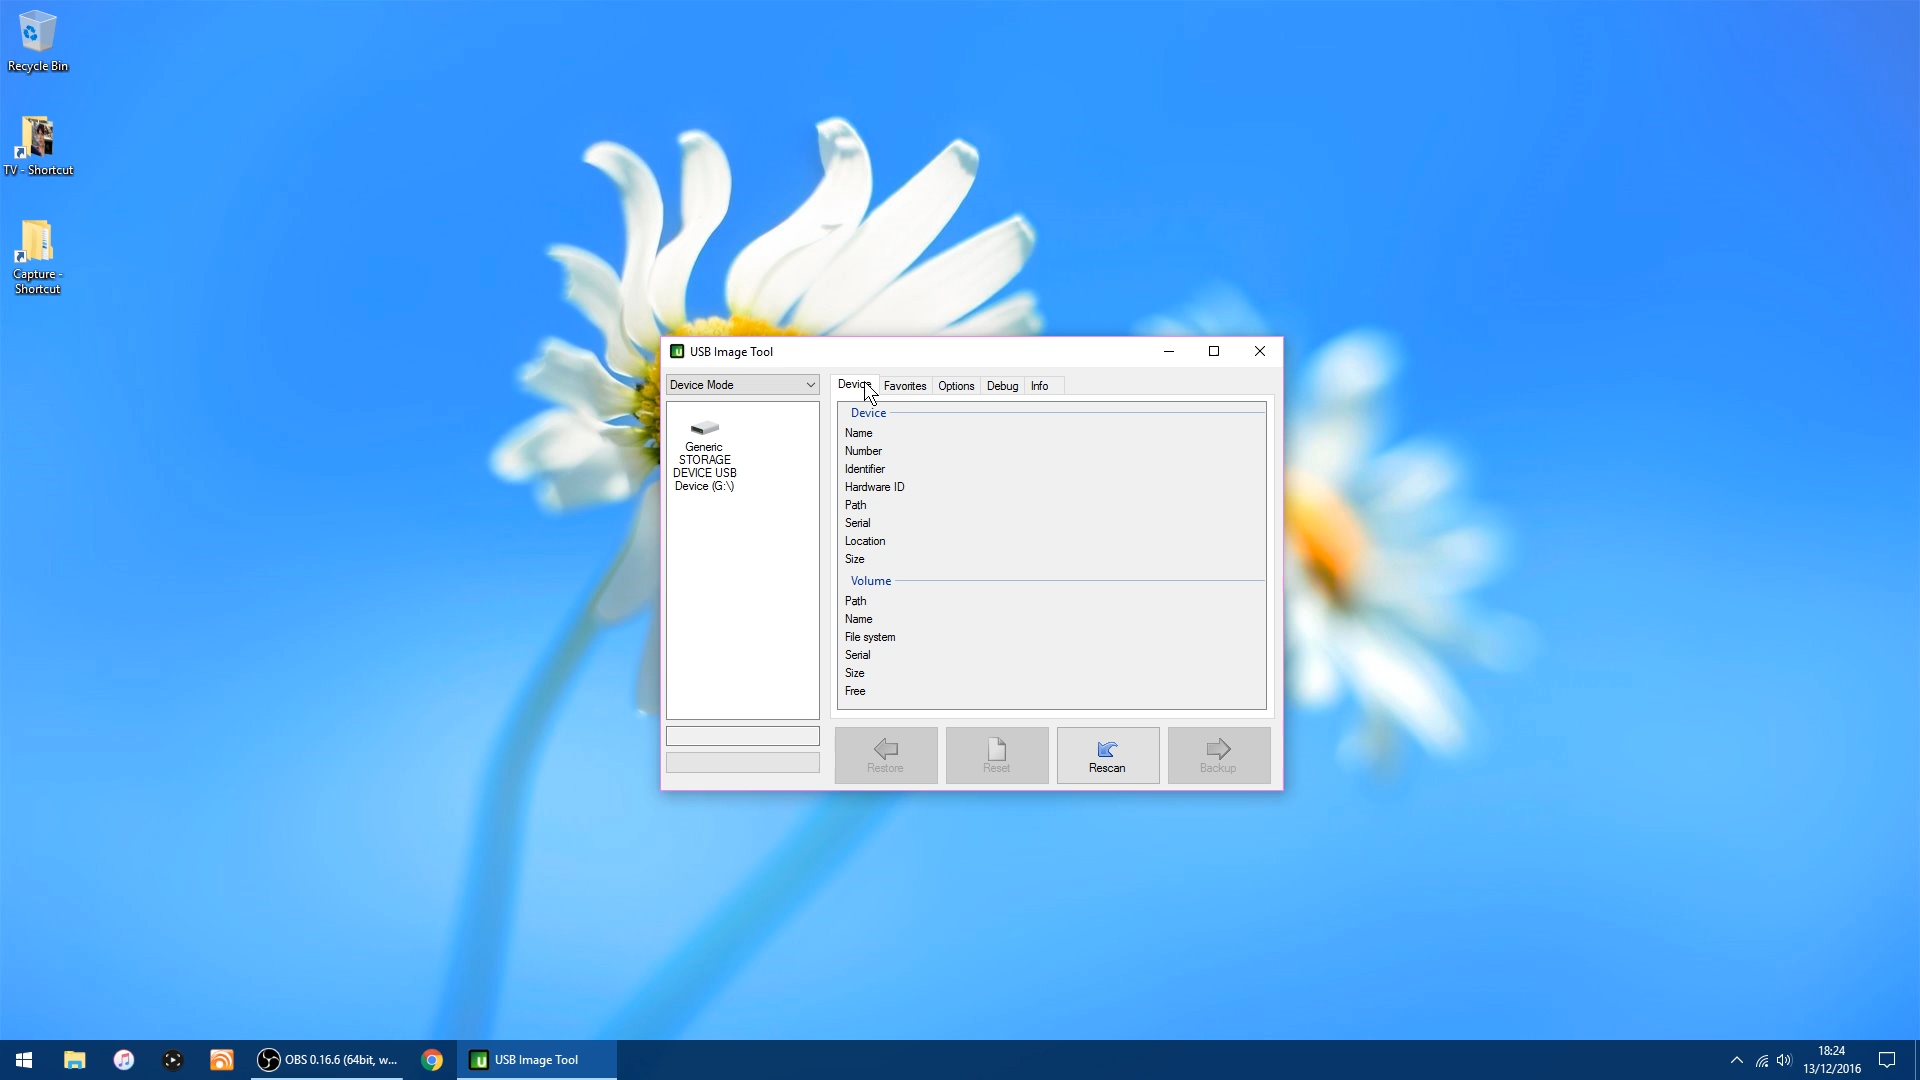 Recycle Bin
TV - Shortcut
Capture -
Shortcut
USB Image Tool
Device Mode
Device
Favorites
Options
Debug
Info
Generic
STORAGE
DEVICE USB
Device (G:\)
Device
Name
Number
Identifier
Hardware ID
Path
Serial
Location
Size
Volume
Path
Name
File system
Serial
Size
Free
Restore
Reset
Rescan
Backup
OBS 0.16.6 (64bit, w...
USB Image Tool
18:24
13/12/2016